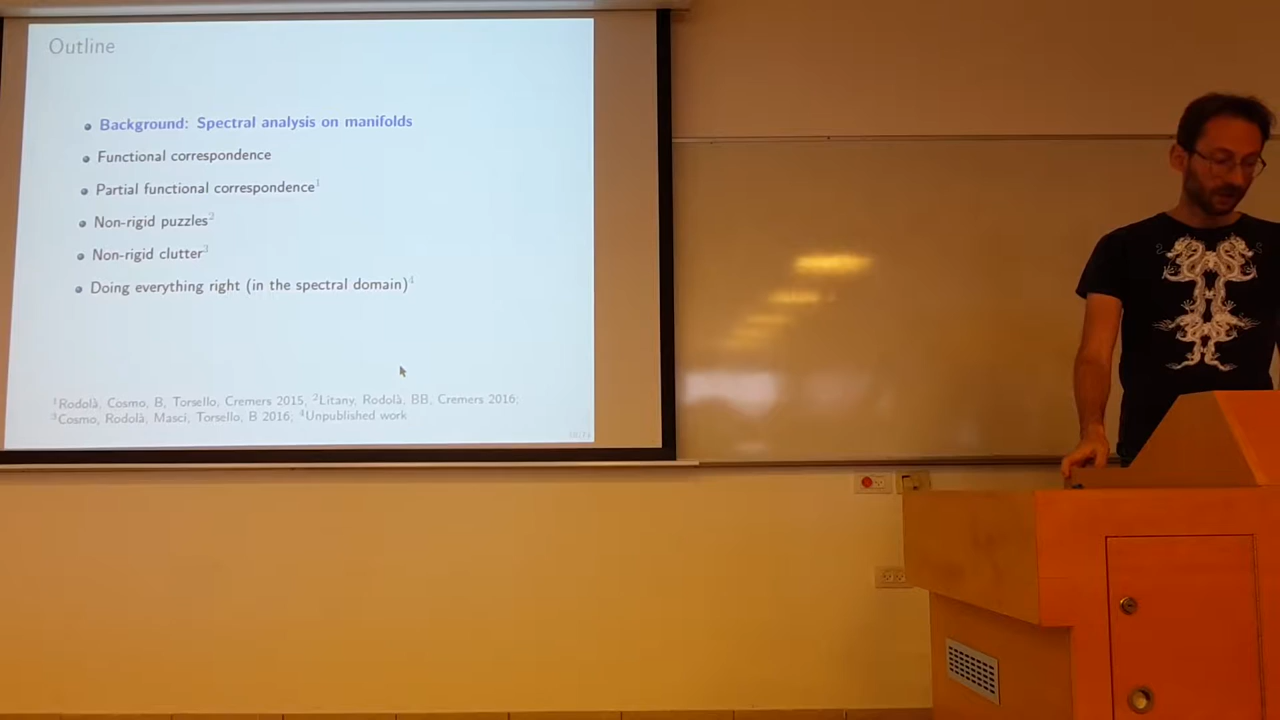 Outline
Background: Spectral analysis on manifolds
Functional correspondence
Partial functional correspondence¹
Non-rigid puzzles²
Non-rigid clutter³
Doing everything right (in the spectral domain)⁴
¹Rodolà, Cosmo, B, Torsello, Cremers 2015; ²Litany, Rodolà, BB, Cremers 2016;
³Cosmo, Rodolà, Masci, Torsello, B 2016; ⁴Unpublished work